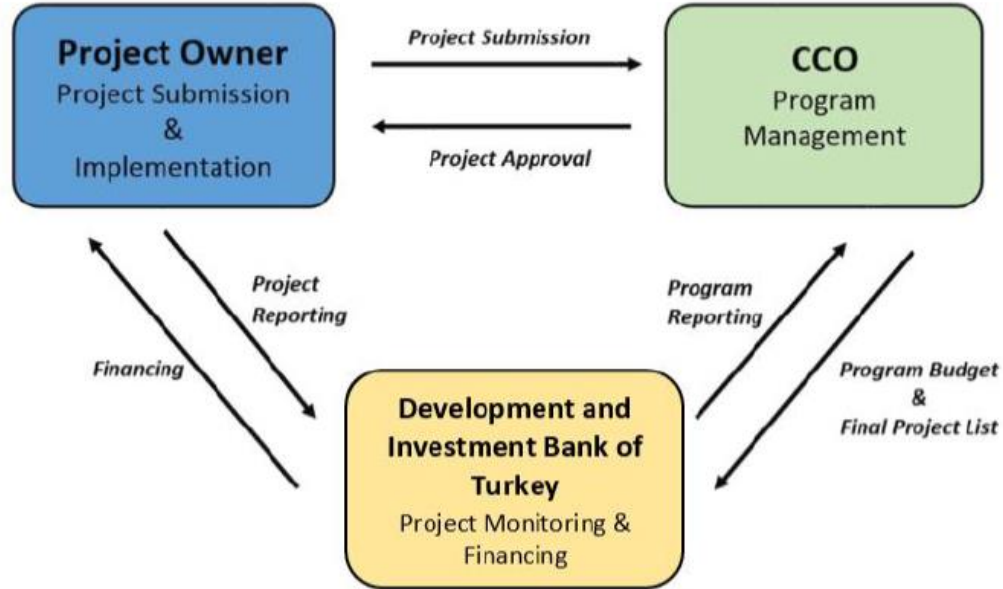 Project Owner
Project Submission
&
Implementation
Project Submission
Project Approval
CCO
Program
Management
Project
Reporting
Financing
Program
Reporting
Program Budget
&
Final Project List
Development and
Investment Bank of
Turkey
Project Monitoring &
Financing